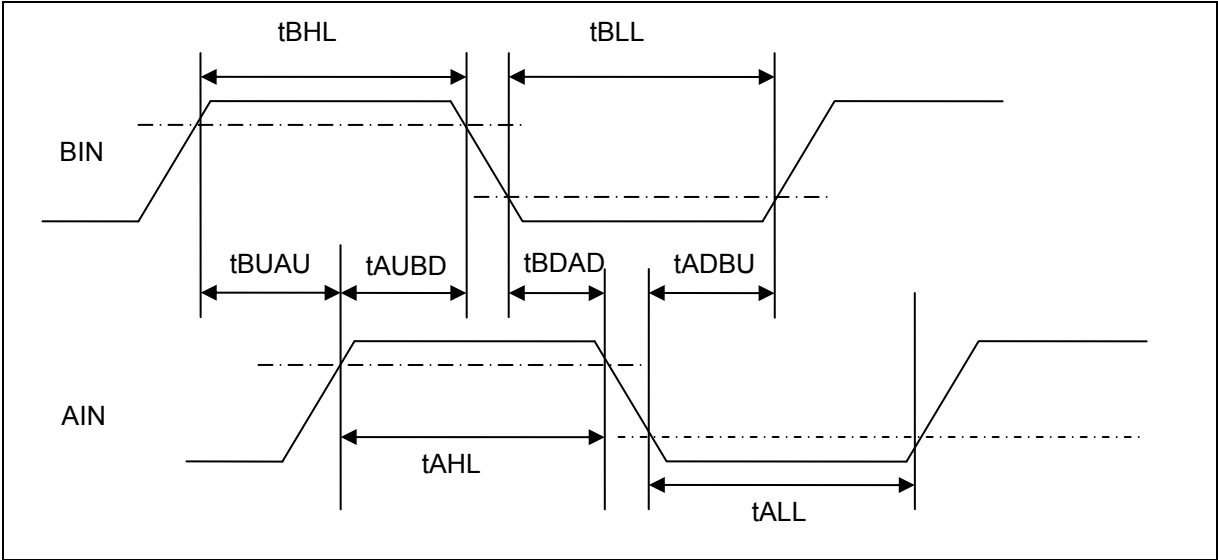 tBHL tBLL
BIN
tBUAU tAUBD tBDAD tADBU
AIN
tAHL
tALL